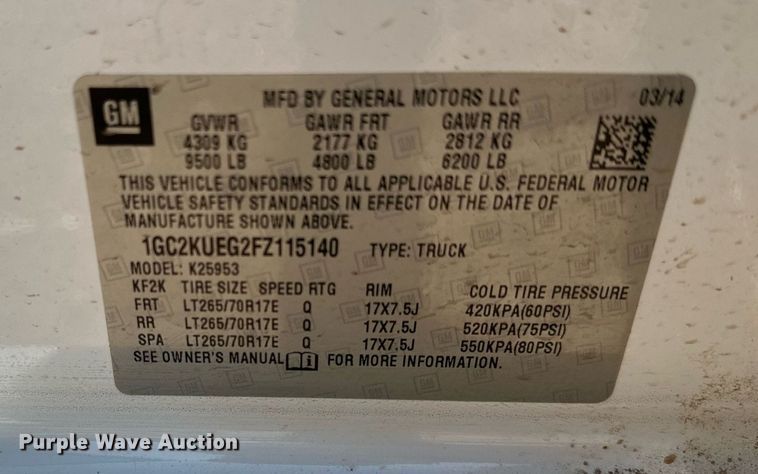 GM
MFD BY GENERAL MOTORS LLC 03/14
GVWR GAWR FRT GAWR RR
4309 KG 2177 KG 2812 KG
9500 LB 4800 LB 6200 LB
THIS VEHICLE CONFORMS TO ALL APPLICABLE U.S. FEDERAL MOTOR
VEHICLE SAFETY STANDARDS IN EFFECT ON THE DATE OF
MANUFACTURE SHOWN ABOVE.
1GC2KUEG2FZ115140 TYPE: TRUCK
MODEL: K25953
KF2K TIRE SIZE SPEED RTG RIM COLD TIRE PRESSURE
FRT LT265/70R17E Q 17X7.5J 420KPA(60PSI)
RR LT265/70R17E Q 17X7.5J 520KPA(75PSI)
SPA LT265/70R17E Q 17X7.5J 550KPA(80PSI)
SEE OWNER'S MANUAL i FOR MORE INFORMATION.
Purple Wave Auction